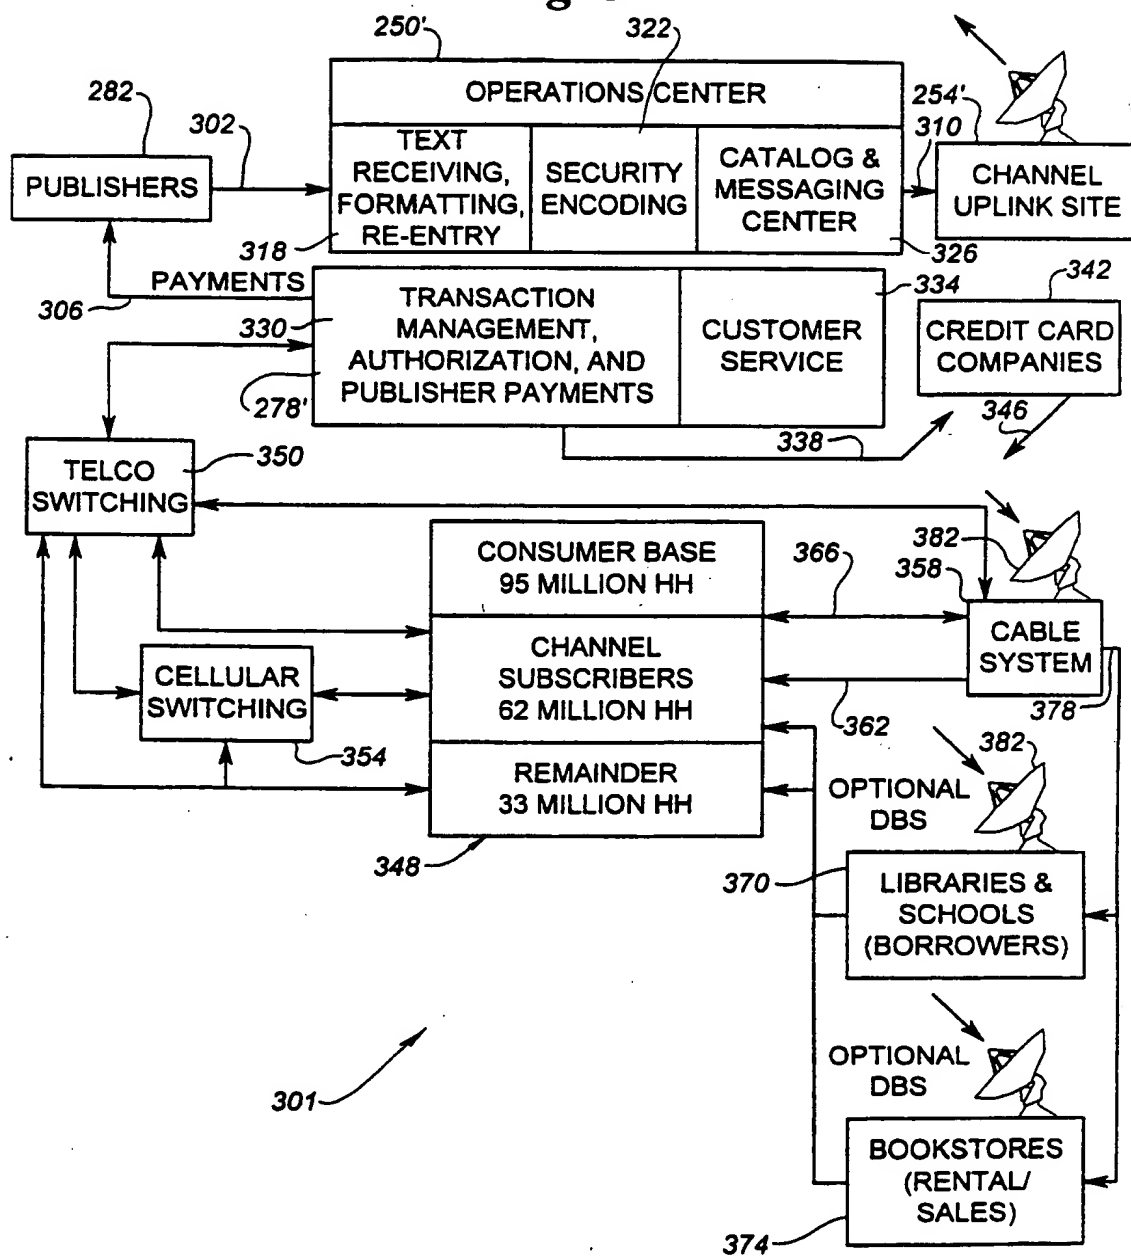 250'
322
282
302
OPERATIONS CENTER
254'
310
PUBLISHERS
TEXT
RECEIVING,
FORMATTING,
RE-ENTRY
SECURITY
ENCODING
CATALOG &
MESSAGING
CENTER
CHANNEL
UPLINK SITE
318
326
PAYMENTS
306
330
278'
TRANSACTION
MANAGEMENT,
AUTHORIZATION, AND
PUBLISHER PAYMENTS
CUSTOMER
SERVICE
334
342
CREDIT CARD
COMPANIES
346
338
TELCO
SWITCHING
350
CONSUMER BASE
95 MILLION HH
366
382
358
CABLE
SYSTEM
CHANNEL
SUBSCRIBERS
62 MILLION HH
CELLULAR
SWITCHING
354
362
378
REMAINDER
33 MILLION HH
348
382
OPTIONAL
DBS
370
LIBRARIES &
SCHOOLS
(BORROWERS)
301
OPTIONAL
DBS
BOOKSTORES
(RENTAL/
SALES)
374